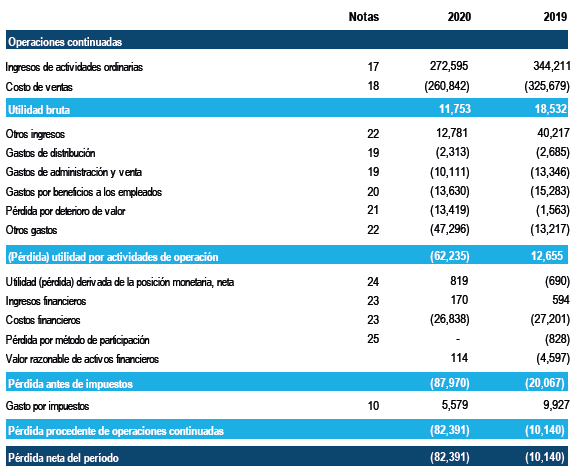 Notas 2020 2019
Operaciones continuadas
Ingresos de actividades ordinarias 17 272,595 344,211
Costo de ventas 18 (260,842) (325,679)
Utilidad bruta 11,753 18,532
Otros ingresos 22 12,781 40,217
Gastos de distribución 19 (2,313) (2,685)
Gastos de administración y venta 19 (10,111) (13,346)
Gastos por beneficios a los empleados 20 (13,630) (15,283)
Pérdida por deterioro de valor 21 (13,419) (1,563)
Otros gastos 22 (47,296) (13,217)
(Pérdida) utilidad por actividades de operación (62,235) 12,655
Utilidad (pérdida) derivada de la posición monetaria, neta 24 819 (690)
Ingresos financieros 23 170 594
Costos financieros 23 (26,838) (27,201)
Pérdida por método de participación 25 - (828)
Valor razonable de activos financieros 114 (4,597)
Pérdida antes de impuestos (87,970) (20,067)
Gasto por impuestos 10 5,579 9,927
Pérdida procedente de operaciones continuadas (82,391) (10,140)
Pérdida neta del período (82,391) (10,140)